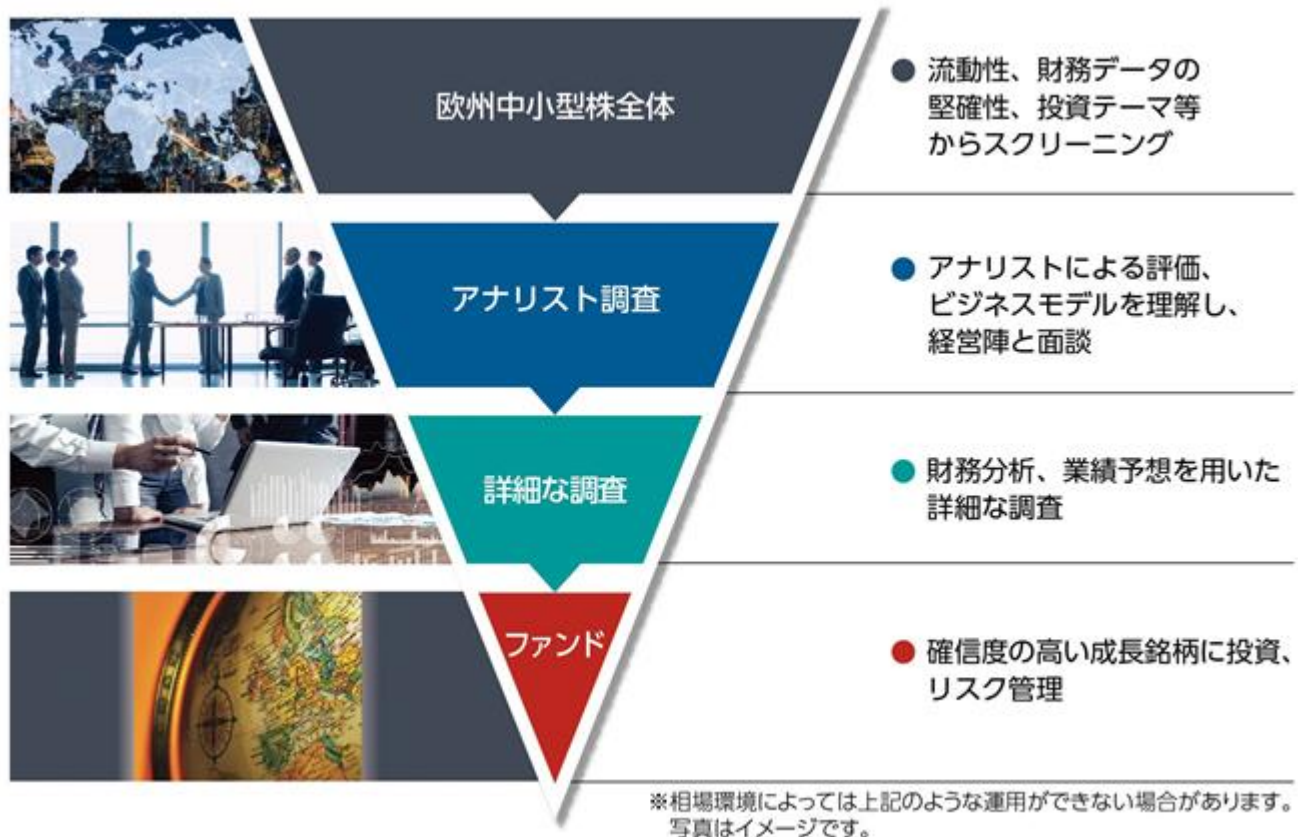 欧州中小型株全体
● 流動性、財務データの
堅確性、投資テーマ等
からスクリーニング
アナリスト調査
● アナリストによる評価、
ビジネスモデルを理解し、
経営陣と面談
詳細な調査
● 財務分析、業績予想を用いた
詳細な調査
ファンド
● 確信度の高い成長銘柄に投資、
リスク管理
※相場環境によっては上記のような運用ができない場合があります。
写真はイメージです。